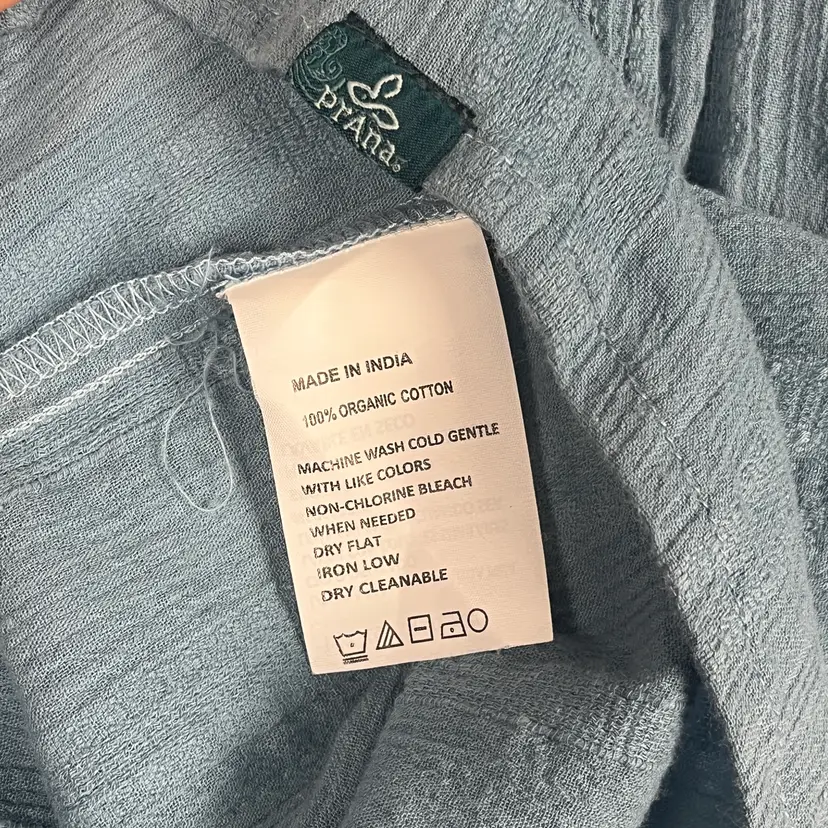 prAna
MADE IN INDIA
100% ORGANIC COTTON
MACHINE WASH COLD GENTLE
WITH LIKE COLORS
NON-CHLORINE BLEACH
WHEN NEEDED
DRY FLAT
IRON LOW
DRY CLEANABLE